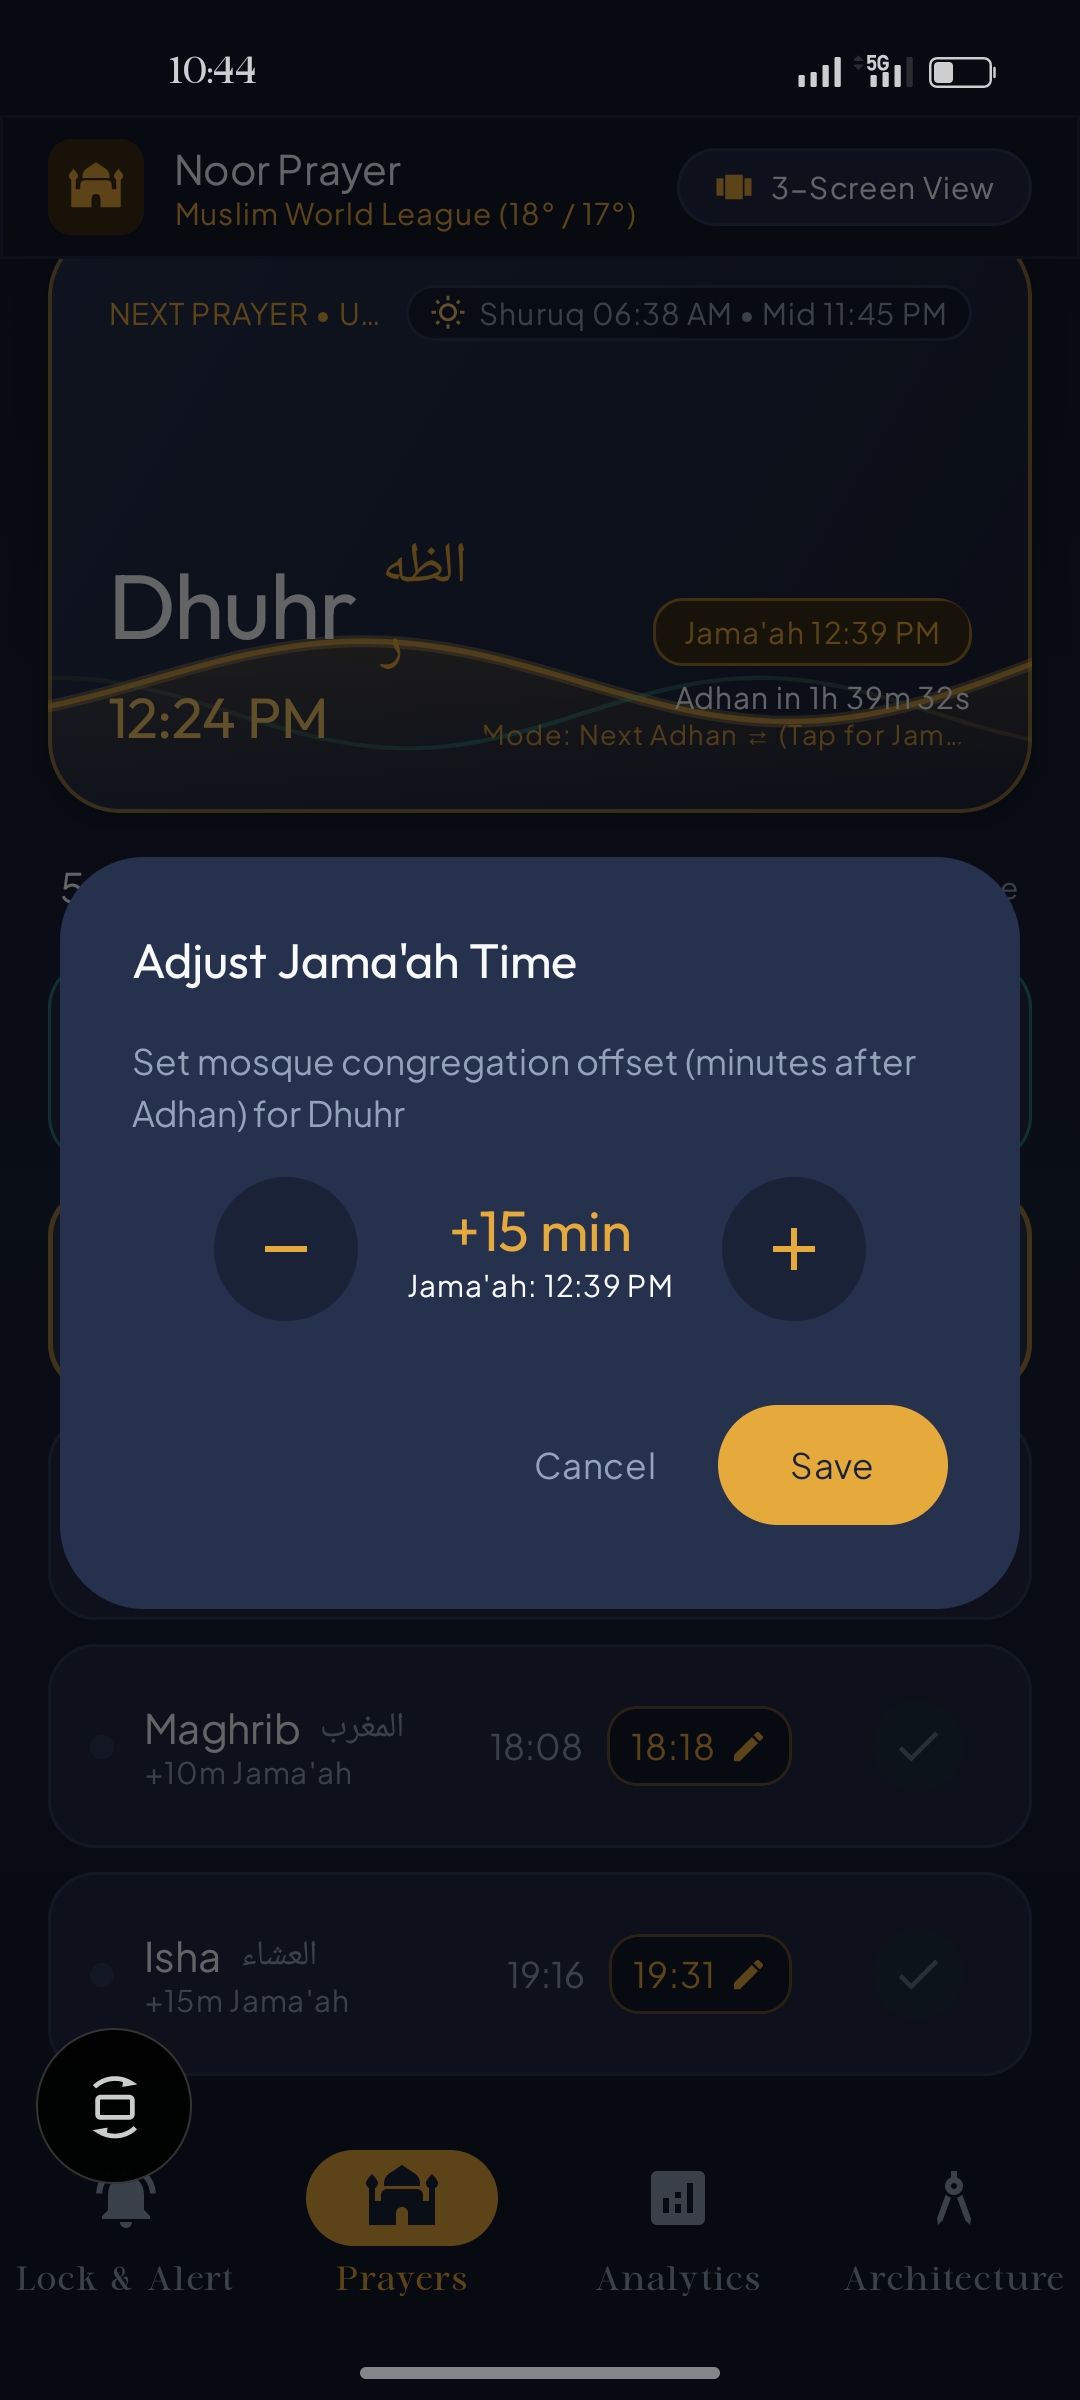 10:44
5G
Noor Prayer
Muslim World League (18° / 17°)
3-Screen View
NEXT PRAYER • U...
Shuruq 06:38 AM • Mid 11:45 PM
Dhuhr
الظه
ر
12:24 PM
Jama'ah 12:39 PM
Adhan in 1h 39m 32s
Mode: Next Adhan ⇄ (Tap for Jam...
5
e
Adjust Jama'ah Time
Set mosque congregation offset (minutes after
Adhan) for Dhuhr
+15 min
Jama'ah: 12:39 PM
Cancel
Save
Maghrib المغرب
+10m Jama'ah
18:08
18:18
Isha العشاء
+15m Jama'ah
19:16
19:31
Lock & Alert
Prayers
Analytics
Architecture